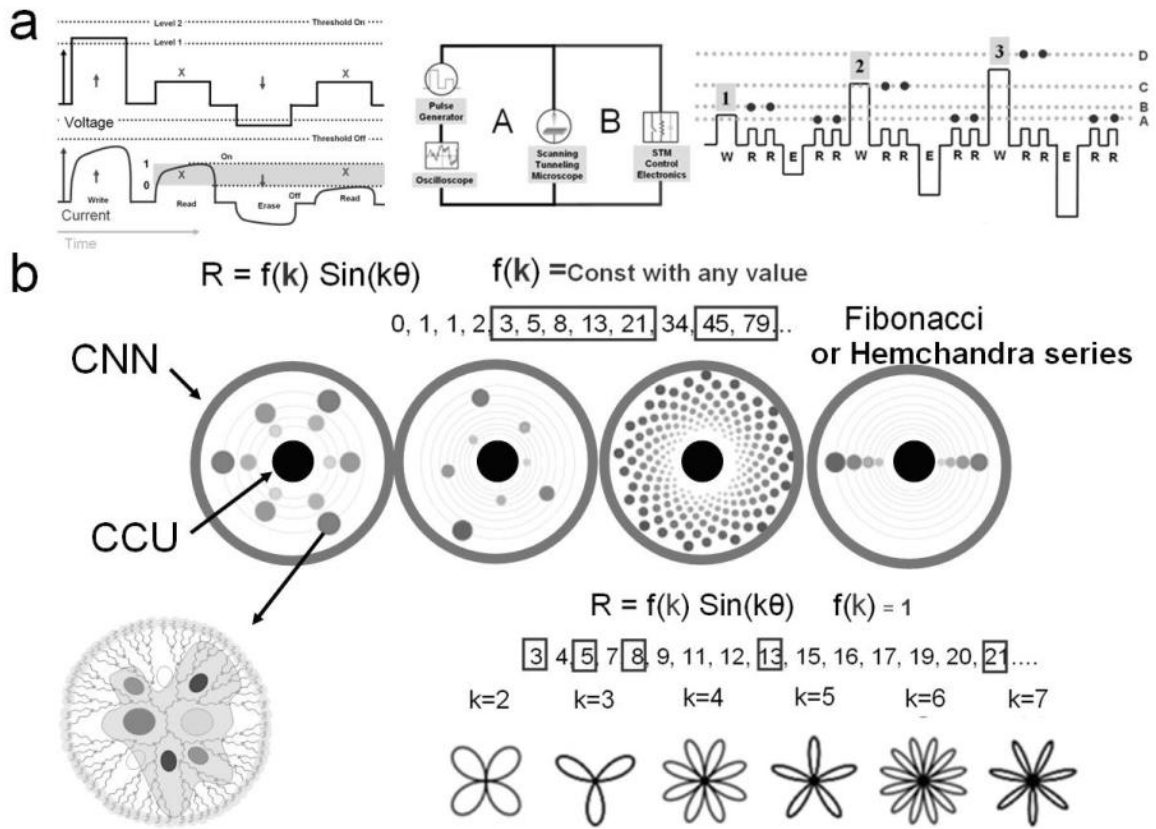 a
Level 2
Threshold On
Level 1
X
X
Voltage
Threshold Off
1
On
X
X
0
Write
Read
Erase
Off
Read
Current
Time
Pulse
Generator
Oscilloscope
A
Scanning
Tunneling
Microscope
B
STM
Control
Electronics
1
2
3
D
C
B
A
W R R E R R W R R E R R W R R E R R
b
R = f(k) Sin(kθ)
f(k) =Const with any value
0, 1, 1, 2, 3, 5, 8, 13, 21, 34, 45, 79...
Fibonacci
or Hemchandra series
CNN
CCU
R = f(k) Sin(kθ) f(k) = 1
3 4, 5, 7 8, 9, 11, 12, 13, 15, 16, 17, 19, 20, 21....
k=2 k=3 k=4 k=5 k=6 k=7